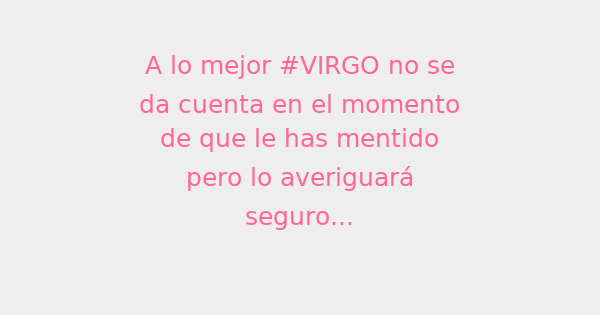 A lo mejor #VIRGO no se
da cuenta en el momento
de que le has mentido
pero lo averiguará
seguro...